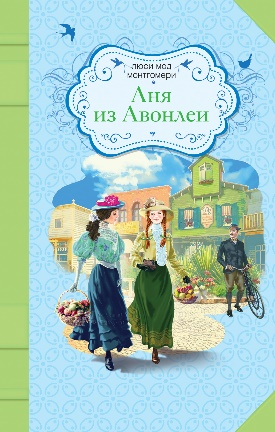 люси мод
монтгомери
Аня
из Авонлеи